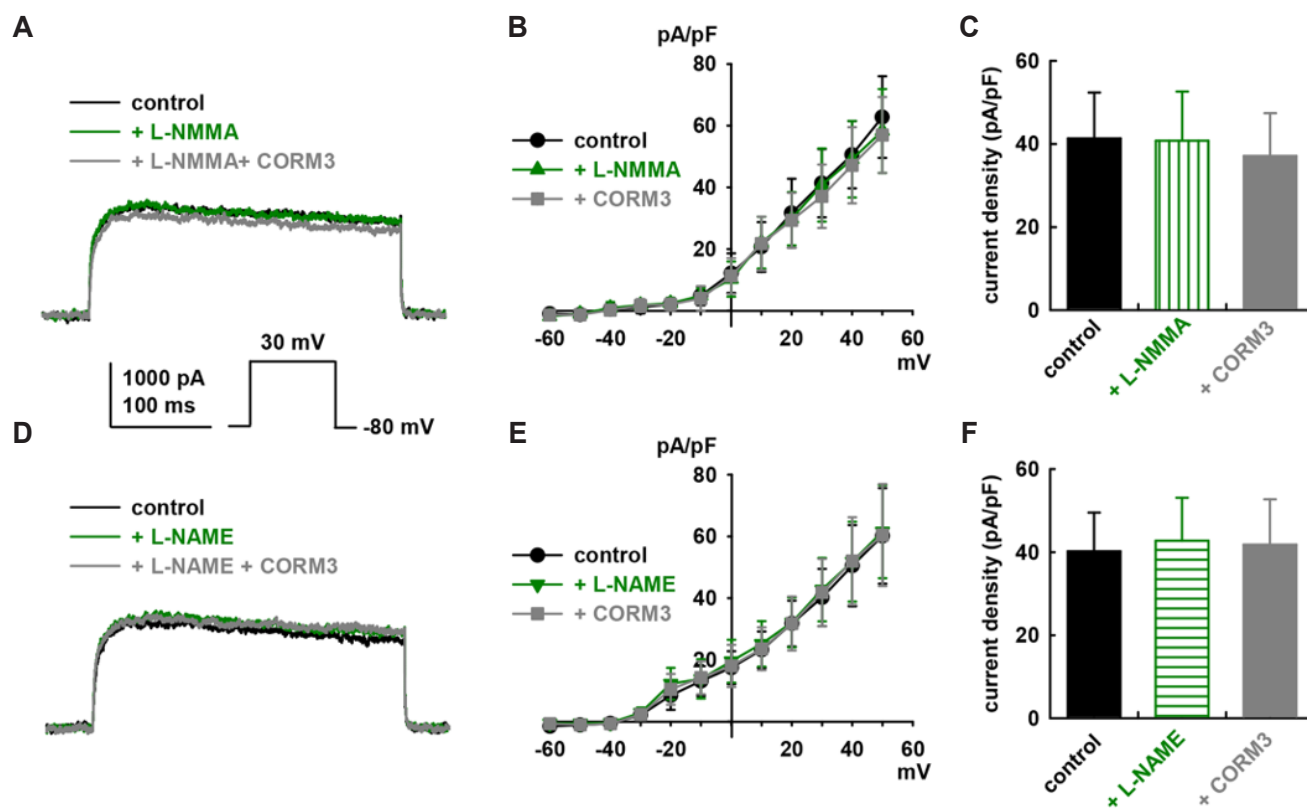 A
control
+ L-NMMA
+ L-NMMA+ CORM3
30 mV
1000 pA
100 ms
-80 mV
B
pA/pF
80
60
40
20
control
+ L-NMMA
+ CORM3
-60 -40 -20 20 40 60
mV
C
current density (pA/pF)
60
40
20
0
control
+ L-NMMA
+ CORM3
D
control
+ L-NAME
+ L-NAME + CORM3
E
pA/pF
80
60
40
20
control
+ L-NAME
+ CORM3
-60 -40 -20 20 40 60
mV
F
current density (pA/pF)
60
40
20
0
control
+ L-NAME
+ CORM3